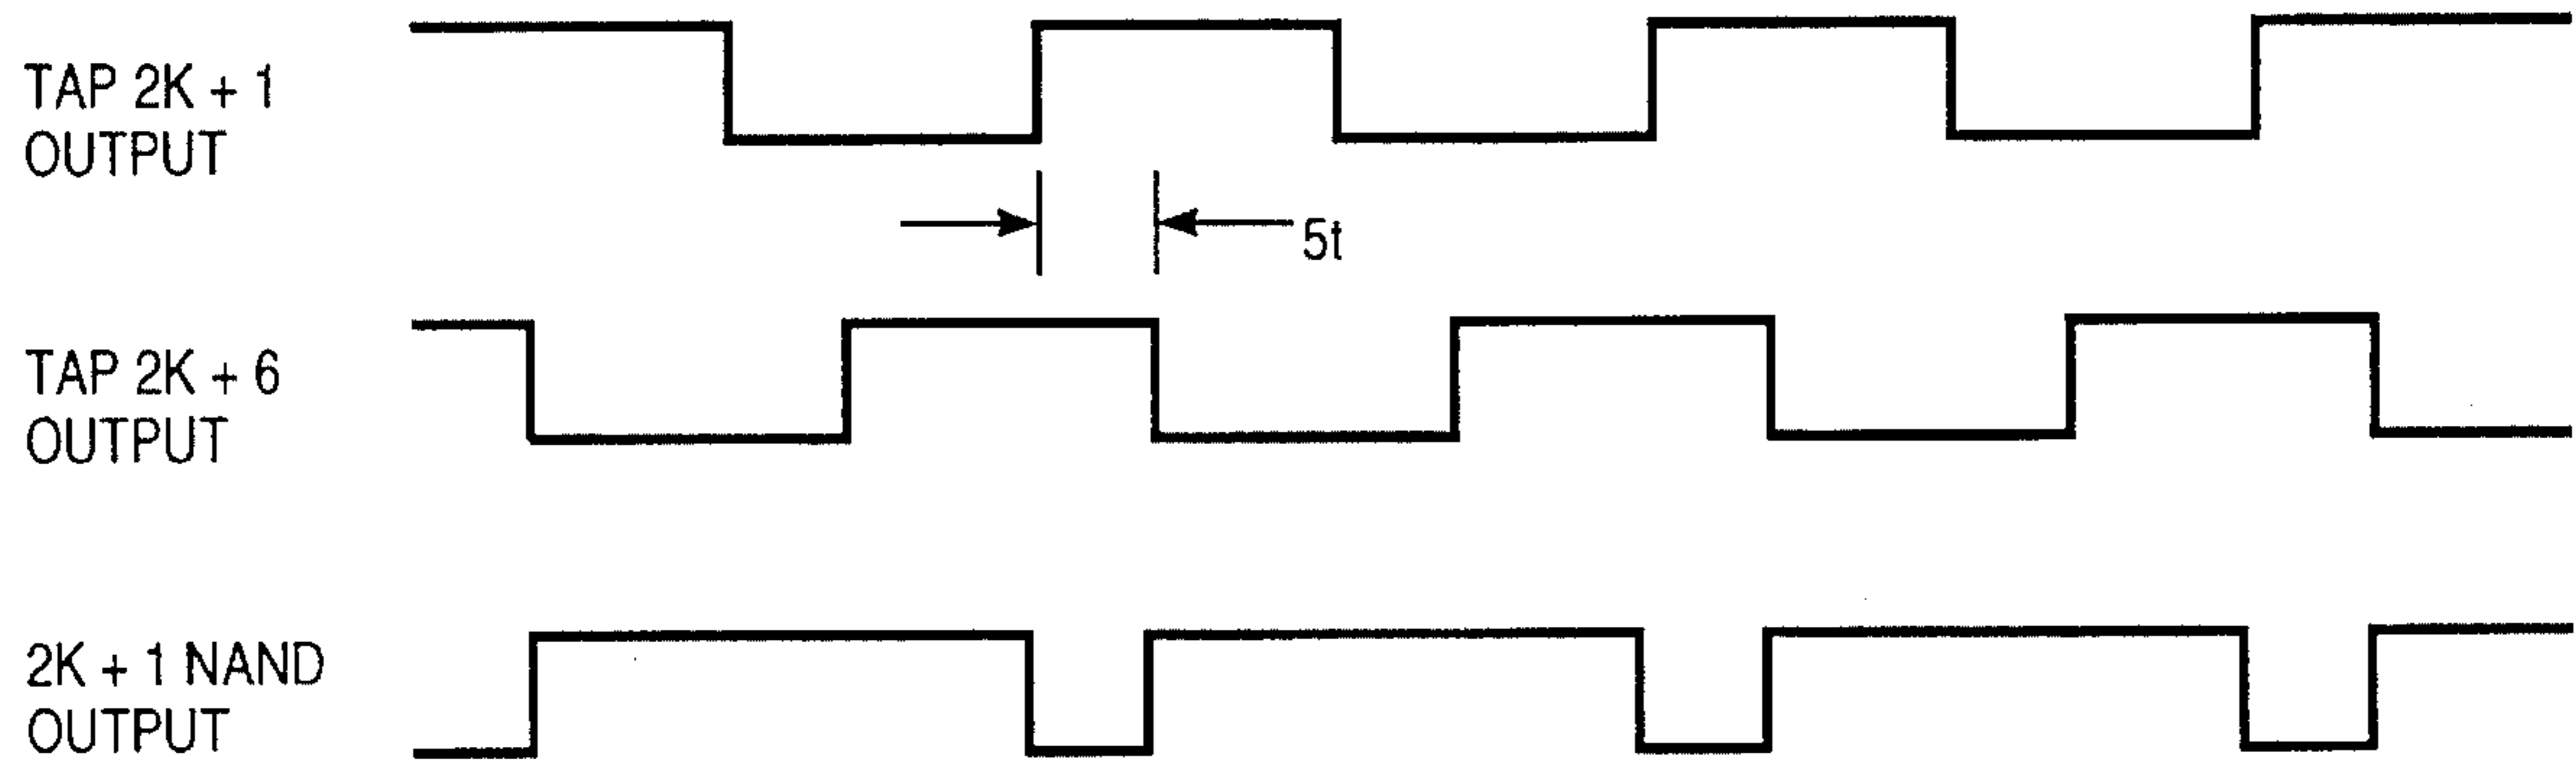 TAP 2K + 1
OUTPUT
5t
TAP 2K + 6
OUTPUT
2K + 1 NAND
OUTPUT